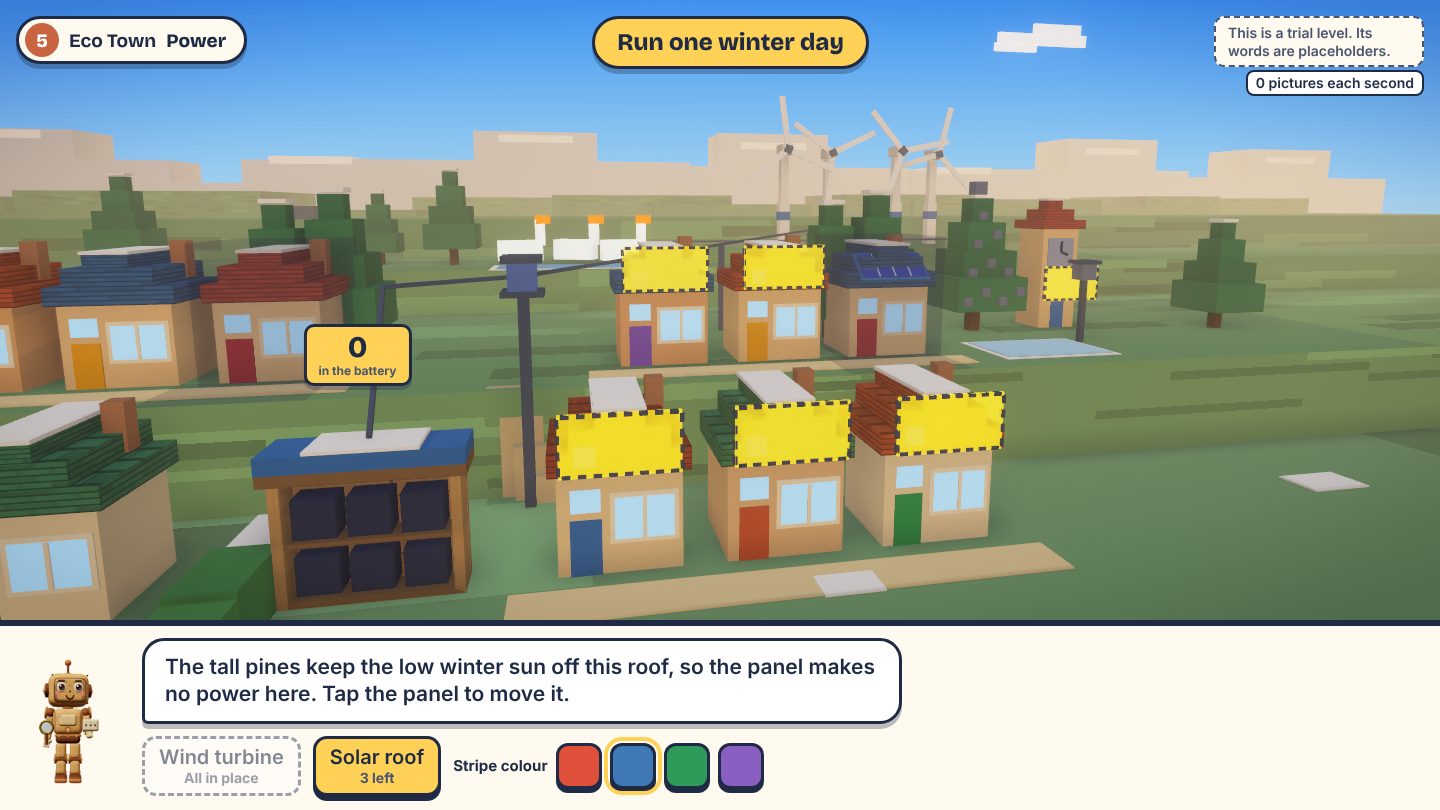 5 Eco Town Power
Run one winter day
This is a trial level. Its
words are placeholders.
0 pictures each second
0
in the battery
The tall pines keep the low winter sun off this roof, so the panel makes
no power here. Tap the panel to move it.
Wind turbine
All in place
Solar roof
3 left
Stripe colour